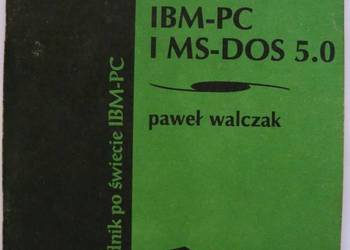 IBM-PC
I MS-DOS 5.0
paweł walczak
po świecie IBM-PC